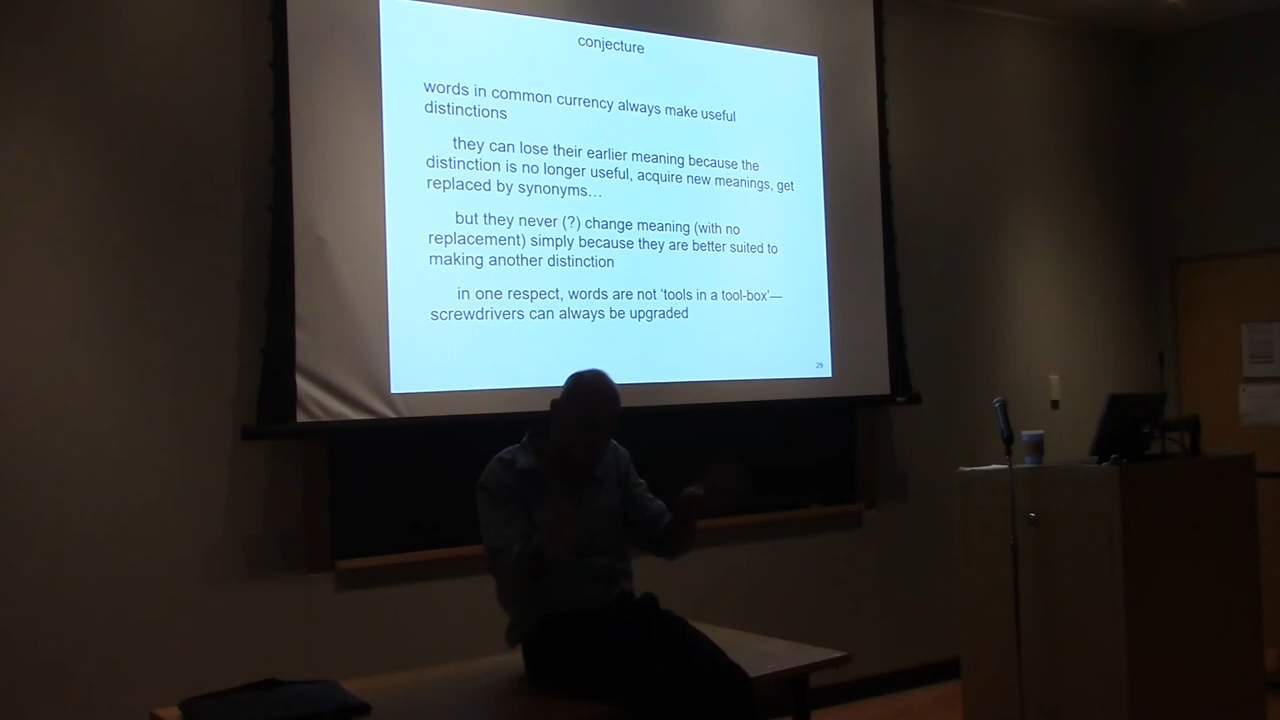 conjecture
words in common currency always make useful
distinctions
they can lose their earlier meaning because the
distinction is no longer useful, acquire new meanings, get
replaced by synonyms…
but they never (?) change meaning (with no
replacement) simply because they are better suited to
making another distinction
in one respect, words are not ‘tools in a tool-box’—
screwdrivers can always be upgraded
29